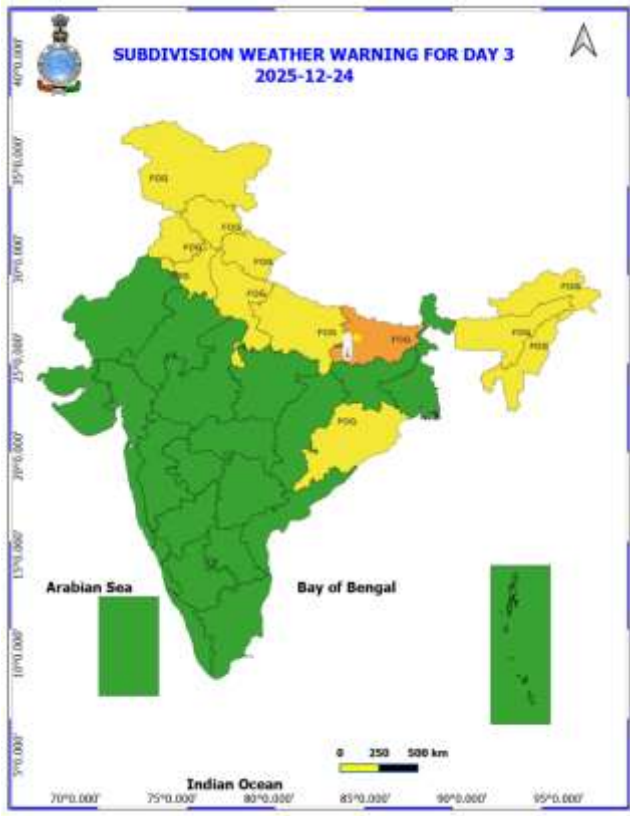 SUBDIVISION WEATHER WARNING FOR DAY 3
2025-12-24
40°0.000'
35°0.000'
30°0.000'
25°0.000'
20°0.000'
15°0.000'
10°0.000'
5°0.000'
FOG
FOG
FOG
FOG
FOG
FOG
FOG
FOG
FOG
FOG
FOG
FOG
Arabian Sea
Bay of Bengal
0 250 500 km
Indian Ocean
70°0.000' 75°0.000' 80°0.000' 85°0.000' 90°0.000' 95°0.000'